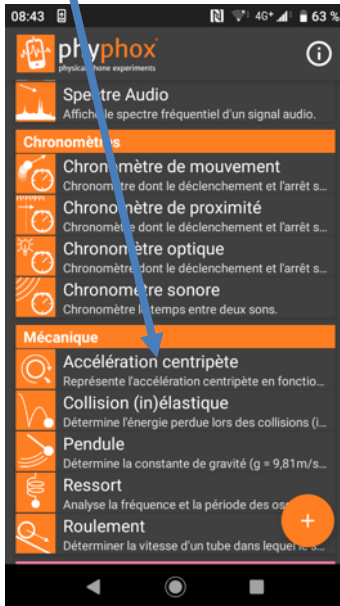 08:43 4G+ 63 %
phyphox
physical phone experiments
Spectre Audio
Affiche le spectre fréquentiel d'un signal audio.
Chronomètres
Chronomètre de mouvement
Chronomètre dont le déclenchement et l'arrêt s...
Chronomètre de proximité
Chronomètre dont le déclenchement et l'arrêt s...
Chronomètre optique
Chronomètre dont le déclenchement et l'arrêt s...
Chronomètre sonore
Chronomètre le temps entre deux sons.
Mécanique
Accélération centripète
Représente l'accélération centripète en fonctio...
Collision (in)élastique
Détermine l'énergie perdue lors des collisions (i...
Pendule
Détermine la constante de gravité (g = 9,81m/s...
Ressort
Analyse la fréquence et la période des
Roulement
Déterminer la vitesse d'un tube dans lequel le s...